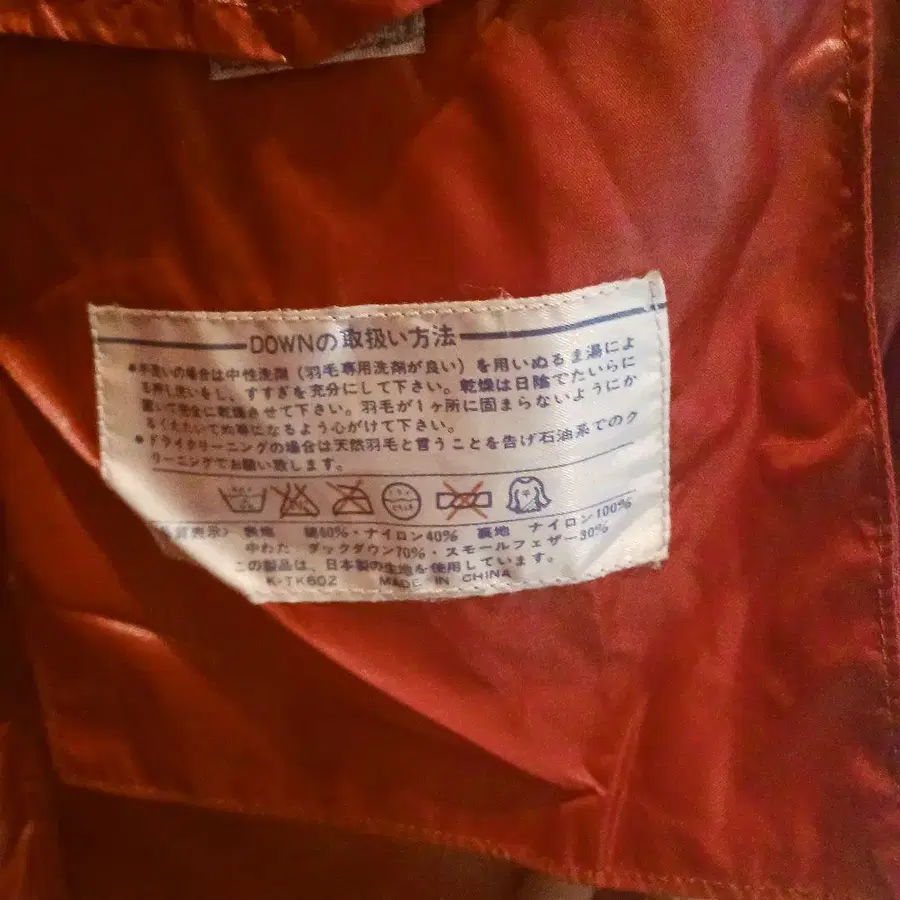 DOWNの取扱い方法
●手洗いの場合は中性洗剤(羽毛専用洗剤が良い)を用いぬるま湯によ
る押し洗いをし、すすぎを充分にして下さい。乾燥は日陰でたいらに
置いて完全に乾燥させて下さい。羽毛が1ヶ所に固まらないようにか
るくたたいて均等になるよう心がけて下さい。
●ドライクリーニングの場合は天然羽毛と言うことを告げ石油系でのク
リーニングでお願い致します。
表示〉 表地 綿60%・ナイロン40% 裏地 ナイロン100%
中わた ダックダウン70%・スモールフェザー30%
この製品は、日本製の生地を使用しています。
K-TK602 MADE IN CHINA